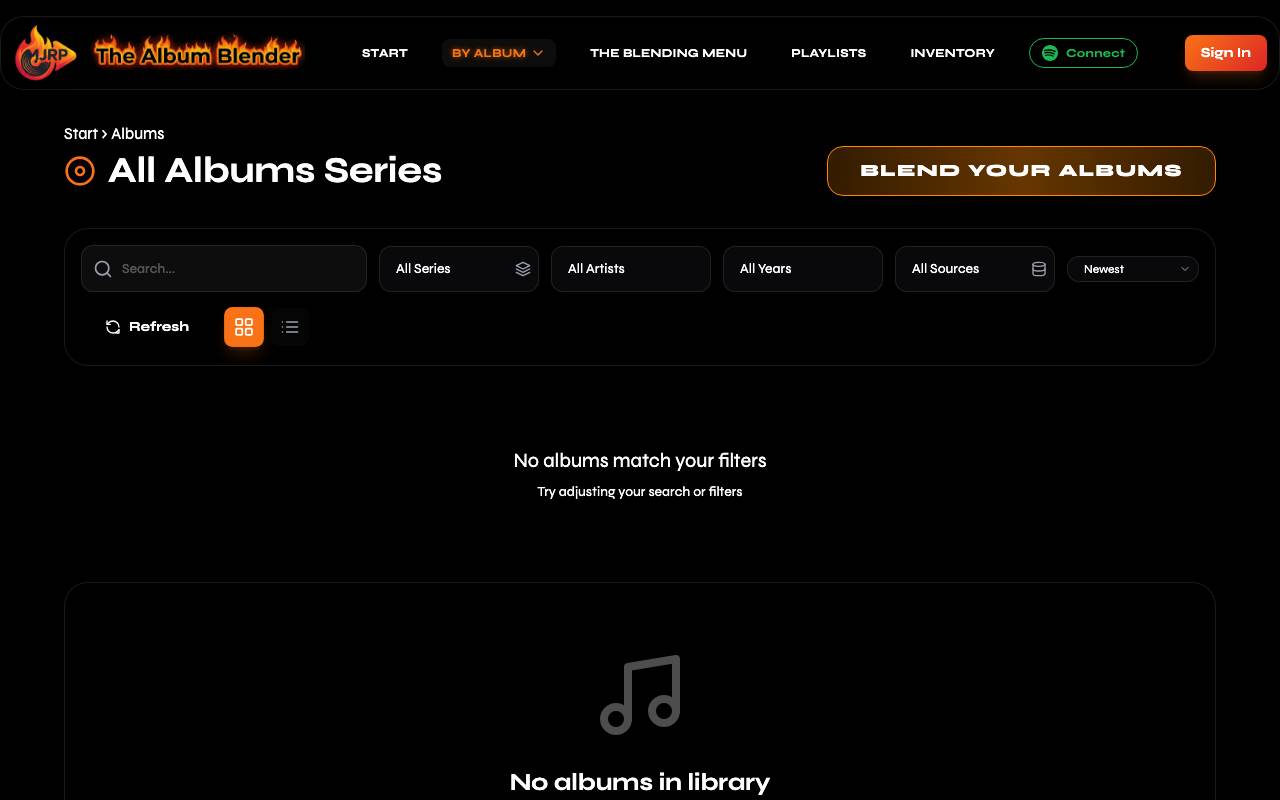 JRP The Album Blender START BY ALBUM THE BLENDING MENU PLAYLISTS INVENTORY Connect Sign In
Start › Albums
All Albums Series
BLEND YOUR ALBUMS
Search... All Series All Artists All Years All Sources Newest
Refresh
No albums match your filters
Try adjusting your search or filters
No albums in library